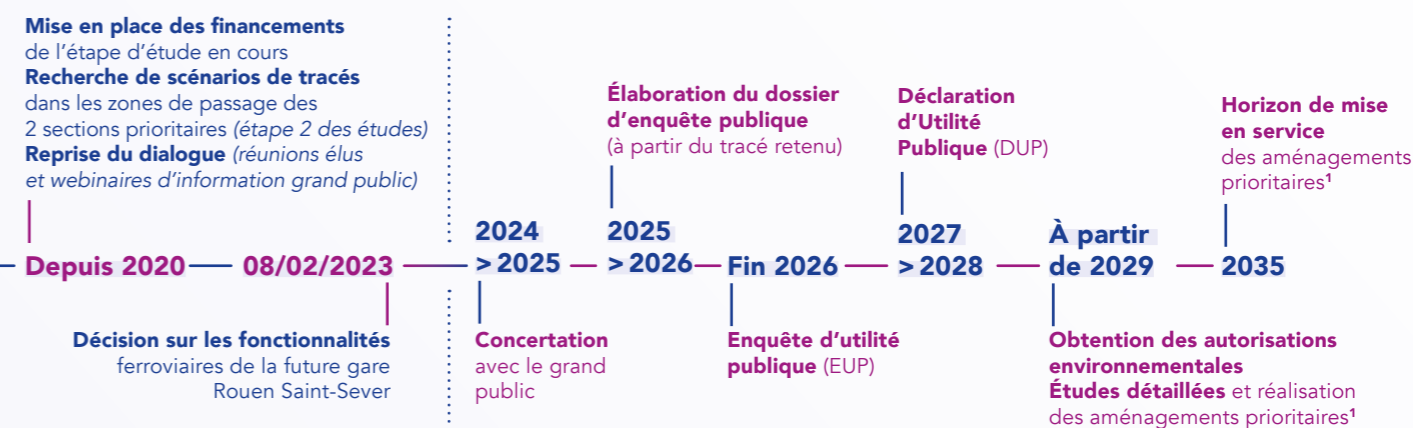 Mise en place des financements
de l'étape d'étude en cours
Recherche de scénarios de tracés
dans les zones de passage des
2 sections prioritaires (étape 2 des études)
Reprise du dialogue (réunions élus
et webinaires d'information grand public)
Depuis 2020
08/02/2023
Décision sur les fonctionnalités
ferroviaires de la future gare
Rouen Saint-Sever
2024
> 2025
Concertation
avec le grand
public
Élaboration du dossier
d'enquête publique
(à partir du tracé retenu)
2025
> 2026
Fin 2026
Enquête d'utilité
publique (EUP)
Déclaration
d'Utilité
Publique (DUP)
2027
> 2028
À partir
de 2029
Obtention des autorisations
environnementales
Études détaillées et réalisation
des aménagements prioritaires¹
Horizon de mise
en service
des aménagements
prioritaires¹
2035